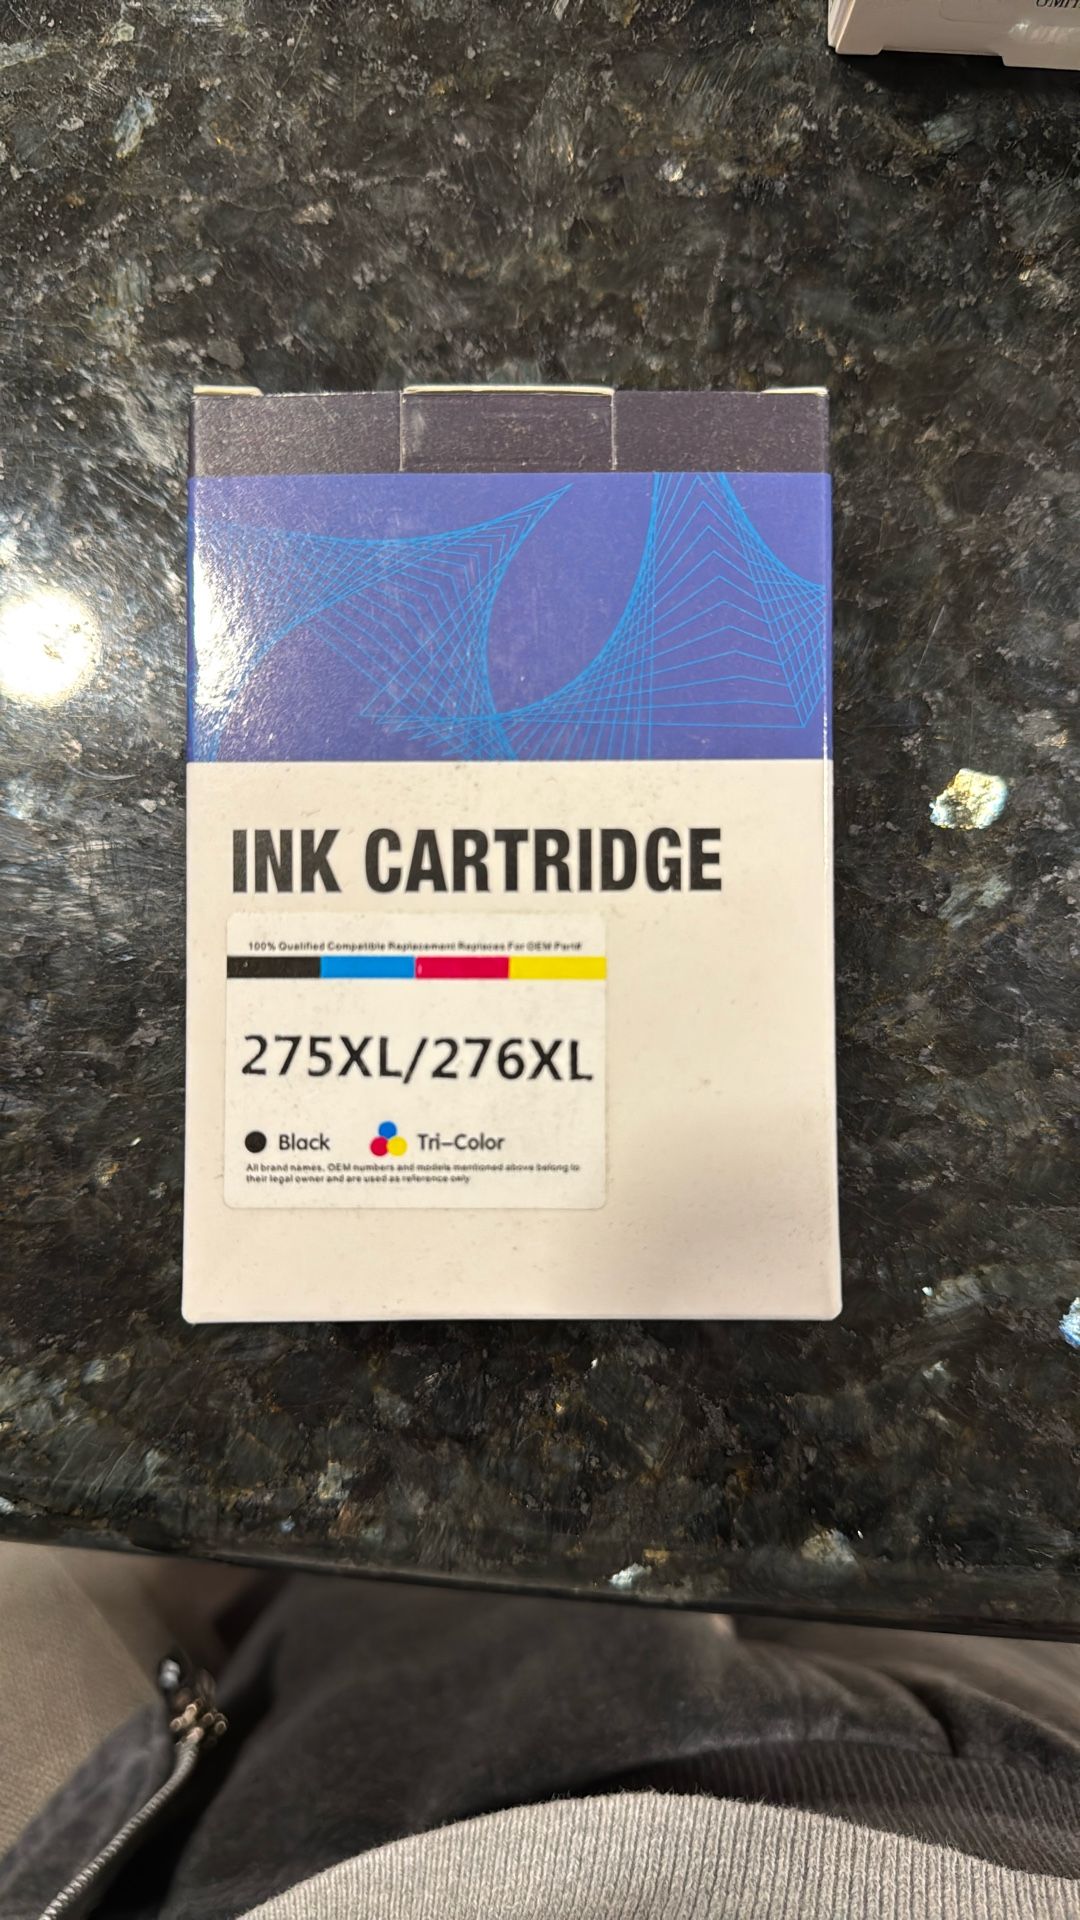 INK CARTRIDGE
100% Qualified Compatible Replacement Replaces For OEM Part#
275XL/276XL
Black Tri-Color
All brand names, OEM numbers and models mentioned above belong to
their legal owner and are used as reference only